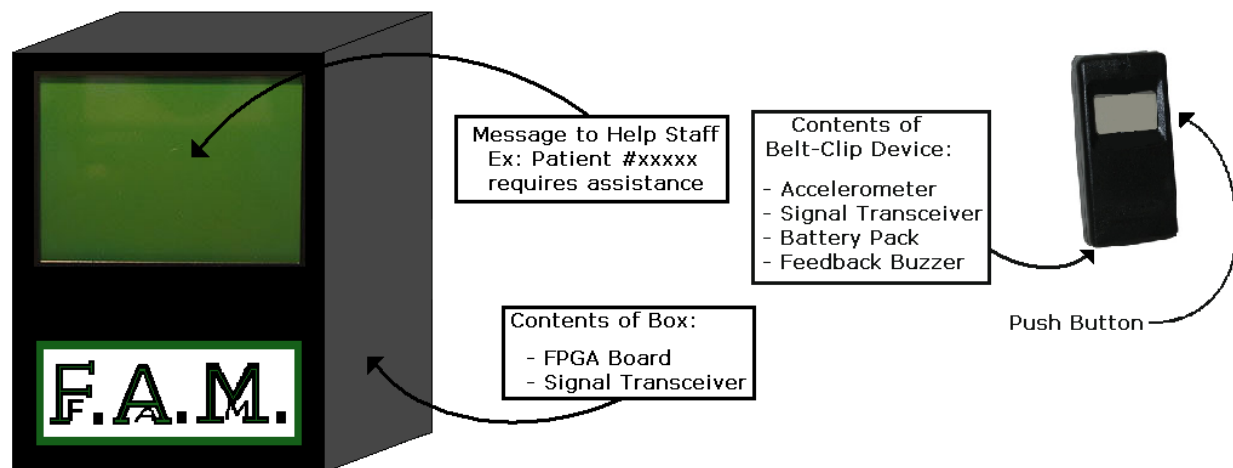 Message to Help Staff
Ex: Patient #xxxxx
requires assistance
Contents of
Belt-Clip Device:
- Accelerometer
- Signal Transceiver
- Battery Pack
- Feedback Buzzer
Push Button
Contents of Box:
- FPGA Board
- Signal Transceiver
F.A.M.